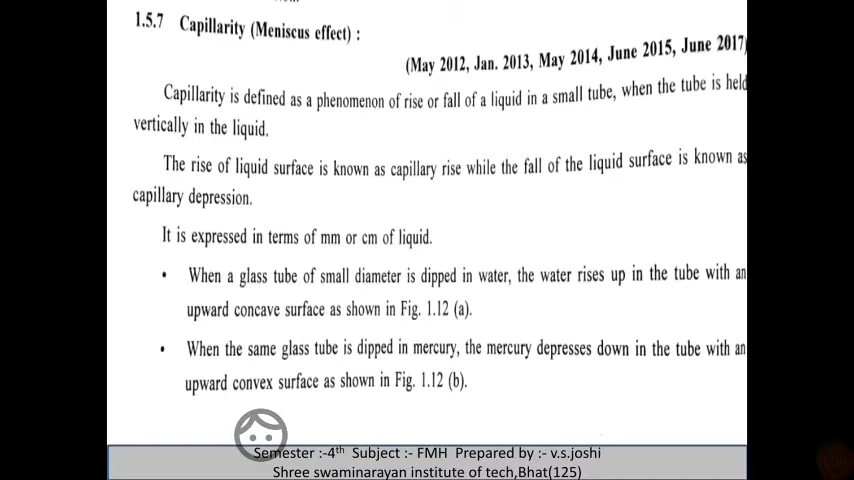 1.5.7 Capillarity (Meniscus effect) :
(May 2012, Jan. 2013, May 2014, June 2015, June 2017)
Capillarity is defined as a phenomenon of rise or fall of a liquid in a small tube, when the tube is held
vertically in the liquid.
The rise of liquid surface is known as capillary rise while the fall of the liquid surface is known as
capillary depression.
It is expressed in terms of mm or cm of liquid.
• When a glass tube of small diameter is dipped in water, the water rises up in the tube with an
upward concave surface as shown in Fig. 1.12 (a).
• When the same glass tube is dipped in mercury, the mercury depresses down in the tube with an
upward convex surface as shown in Fig. 1.12 (b).
Semester :-4th Subject :- FMH Prepared by :- v.s.joshi
Shree swaminarayan institute of tech,Bhat(125)